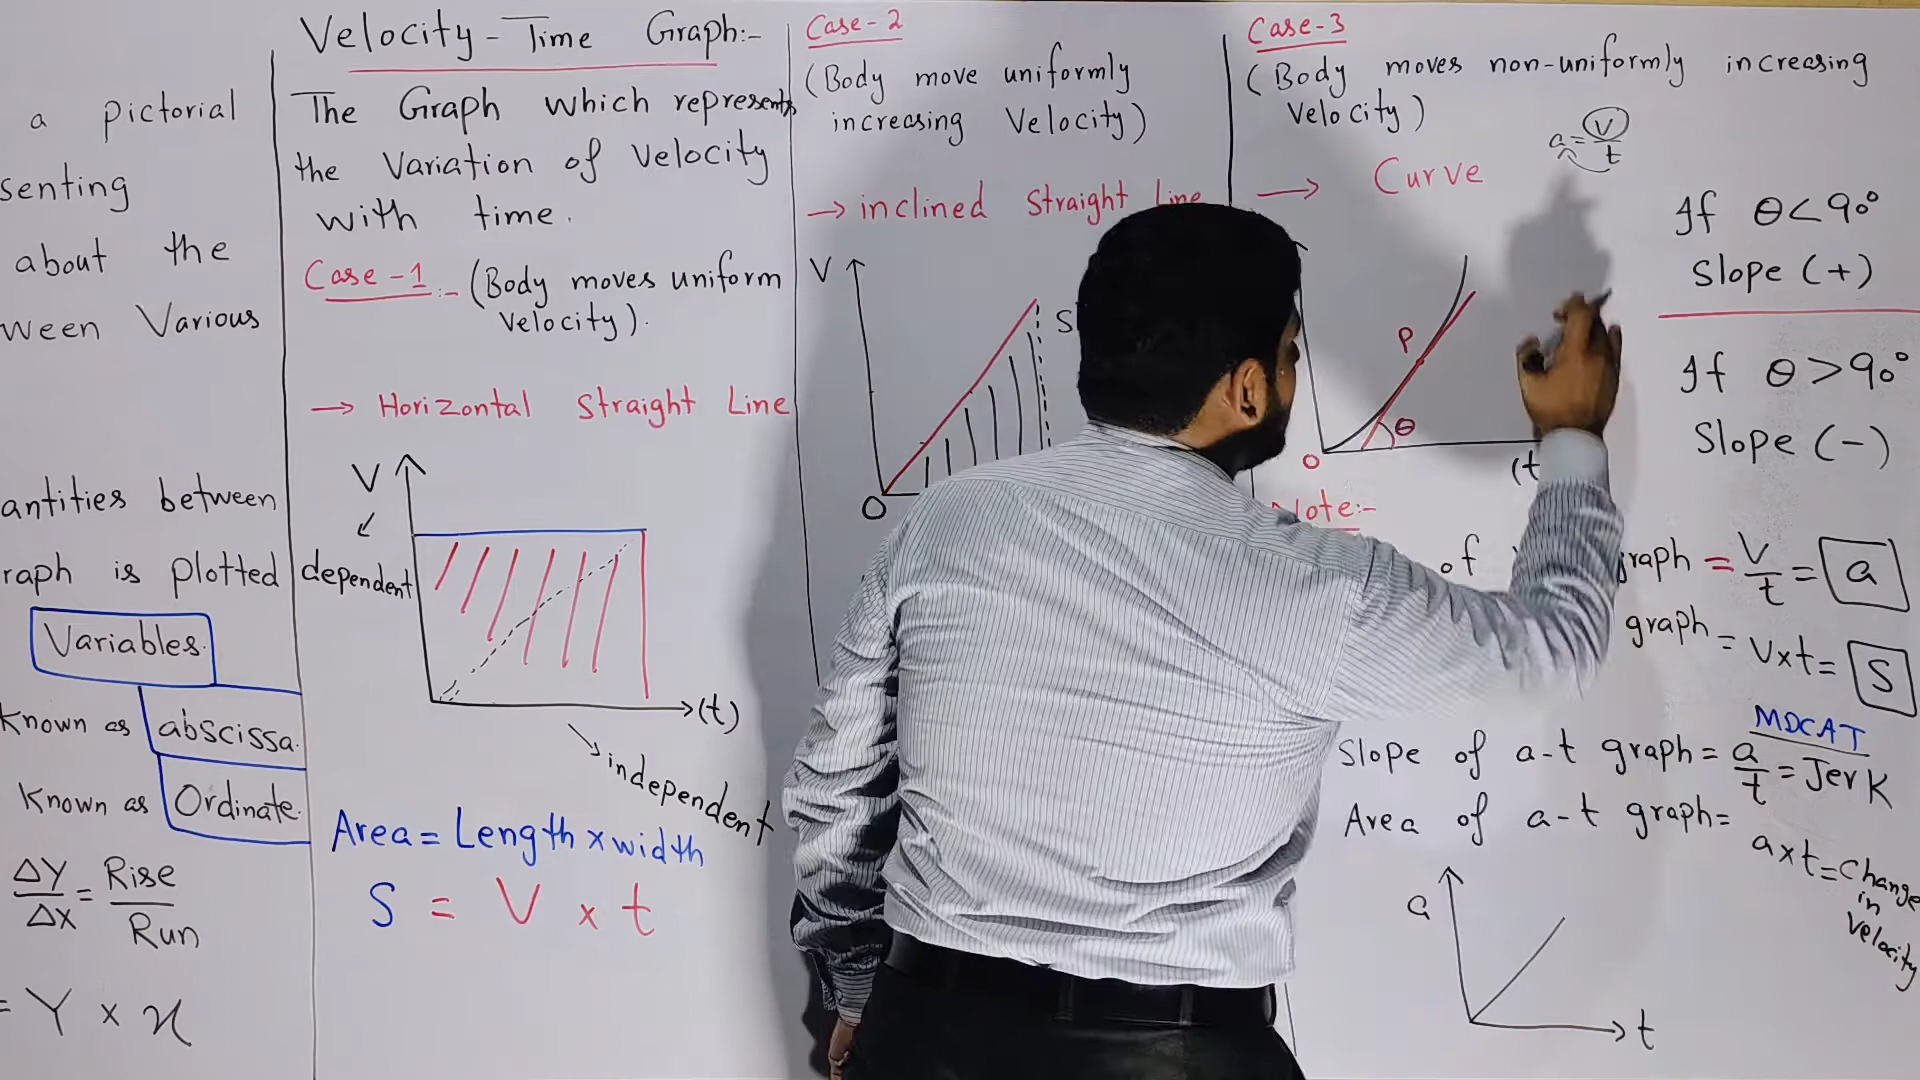 a pictorial
senting
about the
ween Various
antities between
raph is plotted
Variables.
Known as abscissa.
Known as Ordinate.
ΔY/ΔX = Rise/Run
= Y × x
Velocity - Time Graph:-
The Graph which represents
the Variation of velocity
with time.
Case -1 :- (Body moves uniform
velocity).
→ Horizontal Straight Line
V
dependent
→(t)
independent
Area = Length × width
S = V × t
Case - 2
(Body move uniformly
increasing Velocity)
→ inclined Straight Line
V
S
O
Case-3
(Body moves non-uniformly increasing
Velocity)
a = V/t
→ Curve
P
θ
O
(t
If θ < 90°
Slope (+)
If θ > 90°
Slope (-)
Note:-
of graph = V/t = a
graph = V×t = S
MDCAT
Slope of a-t graph = a/t = Jerk
Area of a-t graph =
a×t = Change
in
Velocity
a
t